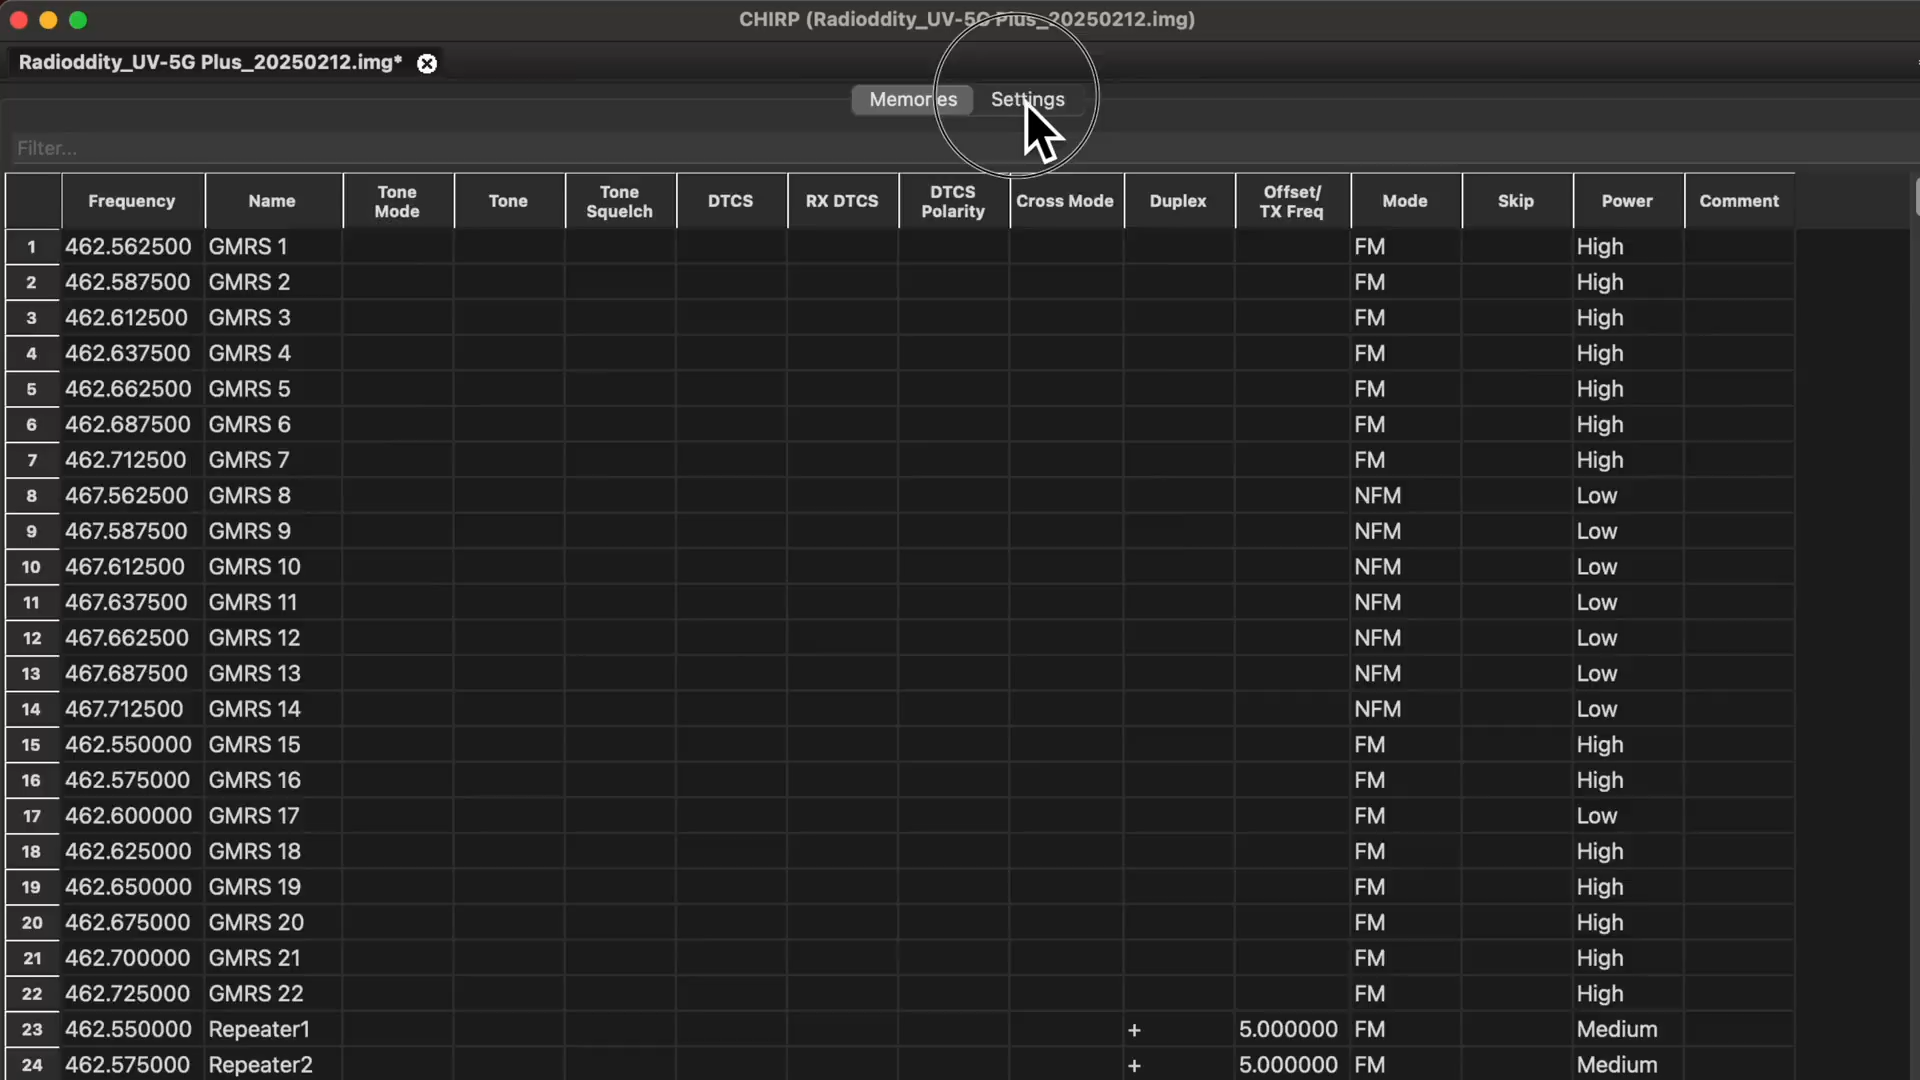 CHIRP (Radioddity_UV-5G Plus_20250212.img)
Radioddity_UV-5G Plus_20250212.img*
Memories Settings
Filter...
Frequency Name Tone Mode Tone Tone Squelch DTCS RX DTCS DTCS Polarity Cross Mode Duplex Offset/ TX Freq Mode Skip Power Comment
1 462.562500 GMRS 1 FM High
2 462.587500 GMRS 2 FM High
3 462.612500 GMRS 3 FM High
4 462.637500 GMRS 4 FM High
5 462.662500 GMRS 5 FM High
6 462.687500 GMRS 6 FM High
7 462.712500 GMRS 7 FM High
8 467.562500 GMRS 8 NFM Low
9 467.587500 GMRS 9 NFM Low
10 467.612500 GMRS 10 NFM Low
11 467.637500 GMRS 11 NFM Low
12 467.662500 GMRS 12 NFM Low
13 467.687500 GMRS 13 NFM Low
14 467.712500 GMRS 14 NFM Low
15 462.550000 GMRS 15 FM High
16 462.575000 GMRS 16 FM High
17 462.600000 GMRS 17 FM Low
18 462.625000 GMRS 18 FM High
19 462.650000 GMRS 19 FM High
20 462.675000 GMRS 20 FM High
21 462.700000 GMRS 21 FM High
22 462.725000 GMRS 22 FM High
23 462.550000 Repeater1 + 5.000000 FM Medium
24 462.575000 Repeater2 + 5.000000 FM Medium